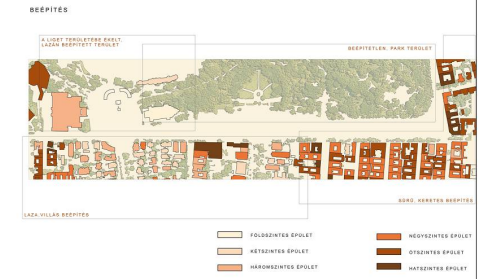 BEÉPÍTÉS
A LIGET TERÜLETÉBE ÉKELT,
LAZÁN BEÉPÍTETT TERÜLET
BEÉPÍTETLEN, PARK TERÜLET
SŰRŰ, KERETES BEÉPÍTÉS
LAZA,VILLÁS BEÉPÍTÉS
FÖLDSZINTES ÉPÜLET
KÉTSZINTES ÉPÜLET
HÁROMSZINTES ÉPÜLET
NÉGYSZINTES ÉPÜLET
ÖTSZINTES ÉPÜLET
HATSZINTES ÉPÜLET